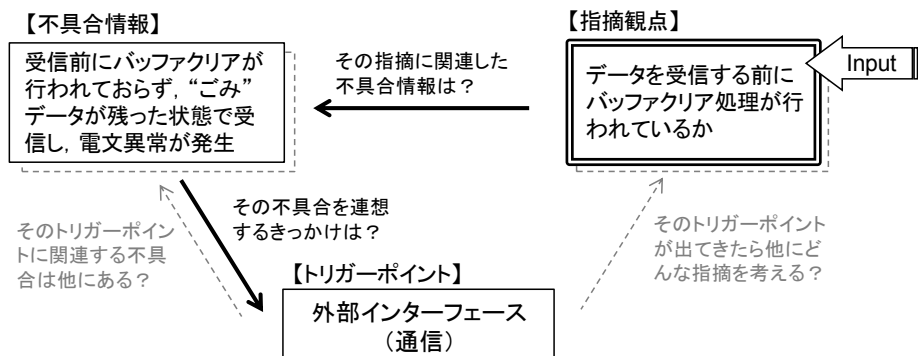 【不具合情報】
受信前にバッファクリアが
行われておらず，“ごみ”
データが残った状態で受
信し，電文異常が発生
その指摘に関連した
不具合情報は？
【指摘観点】
データを受信する前に
バッファクリア処理が行
われているか
Input
そのトリガーポイン
トに関連する不具
合は他にある？
その不具合を連想
するきっかけは？
そのトリガーポイント
が出てきたら他にど
んな指摘を考える？
【トリガーポイント】
外部インターフェース
（通信）